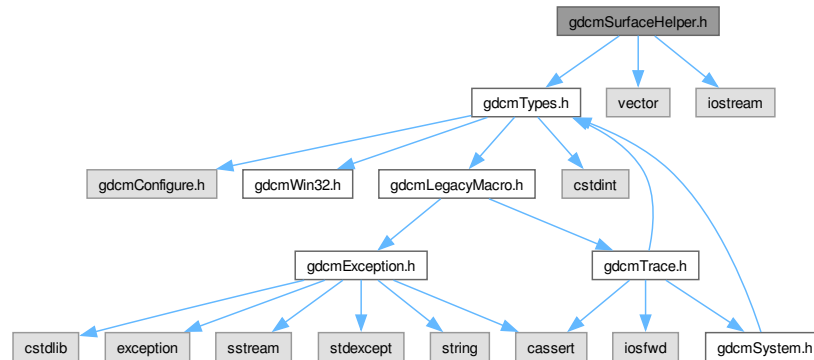 gdcmSurfaceHelper.h
gdcmTypes.h
vector
iostream
gdcmConfigure.h
gdcmWin32.h
gdcmLegacyMacro.h
cstdint
gdcmException.h
gdcmTrace.h
cstdlib
exception
sstream
stdexcept
string
cassert
iosfwd
gdcmSystem.h